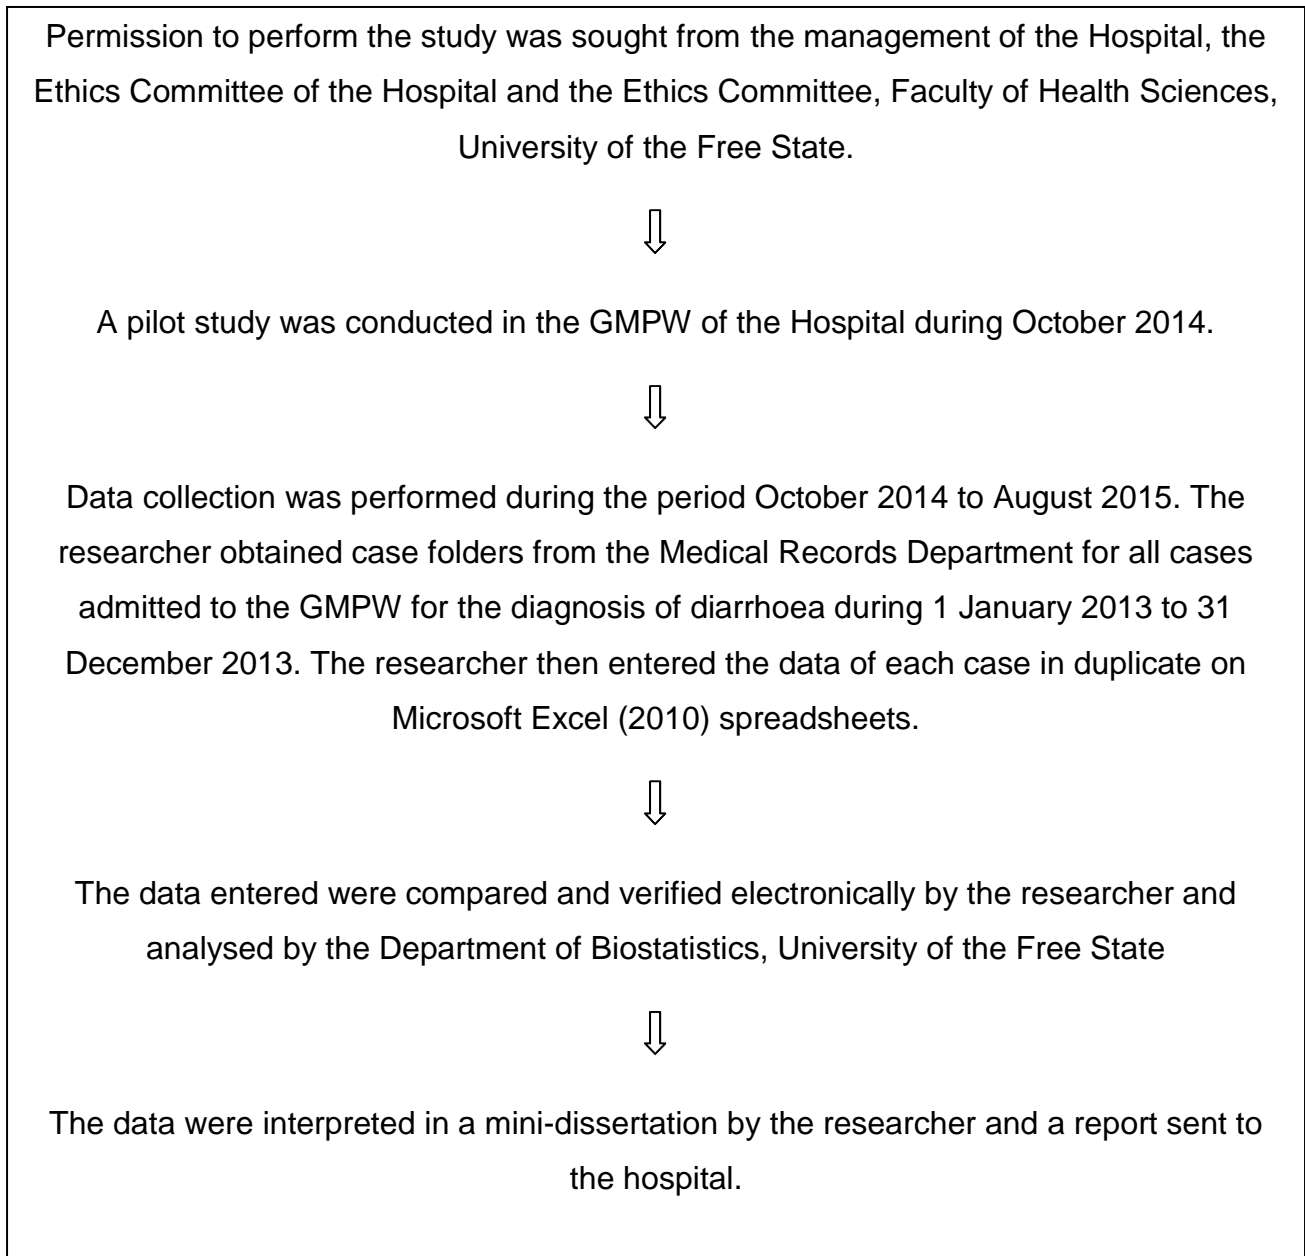 Permission to perform the study was sought from the management of the Hospital, the
Ethics Committee of the Hospital and the Ethics Committee, Faculty of Health Sciences,
University of the Free State.
⇩
A pilot study was conducted in the GMPW of the Hospital during October 2014.
⇩
Data collection was performed during the period October 2014 to August 2015. The
researcher obtained case folders from the Medical Records Department for all cases
admitted to the GMPW for the diagnosis of diarrhoea during 1 January 2013 to 31
December 2013. The researcher then entered the data of each case in duplicate on
Microsoft Excel (2010) spreadsheets.
⇩
The data entered were compared and verified electronically by the researcher and
analysed by the Department of Biostatistics, University of the Free State
⇩
The data were interpreted in a mini-dissertation by the researcher and a report sent to
the hospital.